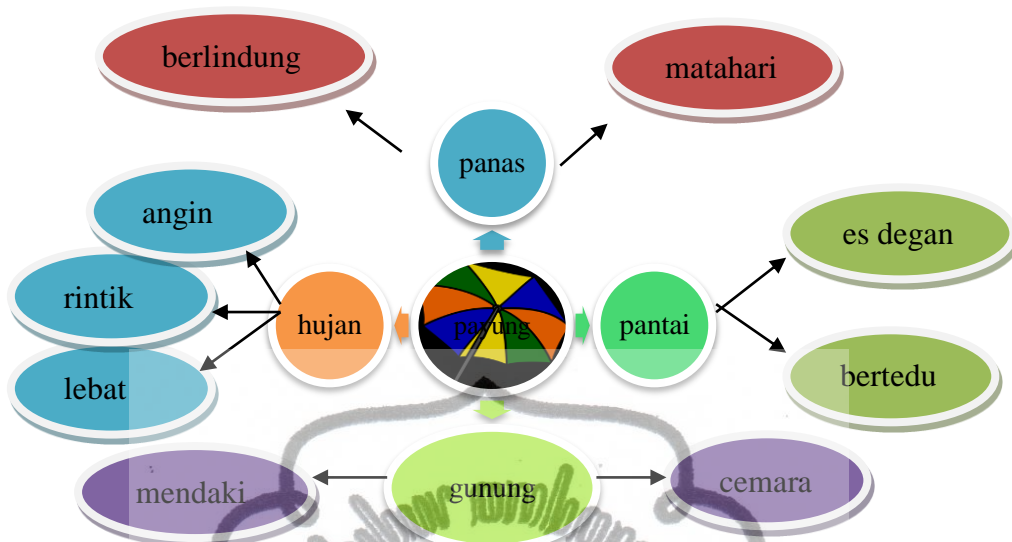 berlindung
matahari
panas
angin
es degan
rintik
hujan
payung
pantai
lebat
bertedu
mendaki
gunung
cemara